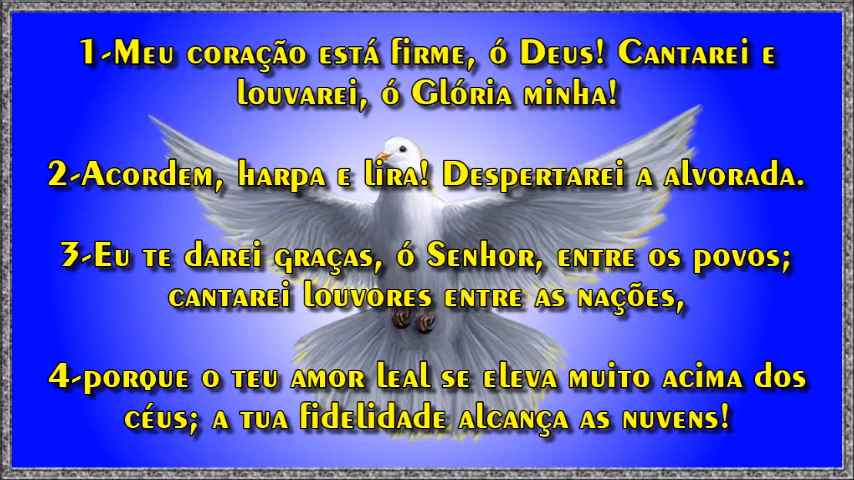 1-Meu coração está firme, ó Deus! Cantarei e
louvarei, ó Glória minha!
2-Acordem, harpa e lira! Despertarei a alvorada.
3-Eu te darei graças, ó Senhor, entre os povos;
cantarei louvores entre as nações,
4-porque o teu amor leal se eleva muito acima dos
céus; a tua fidelidade alcança as nuvens!